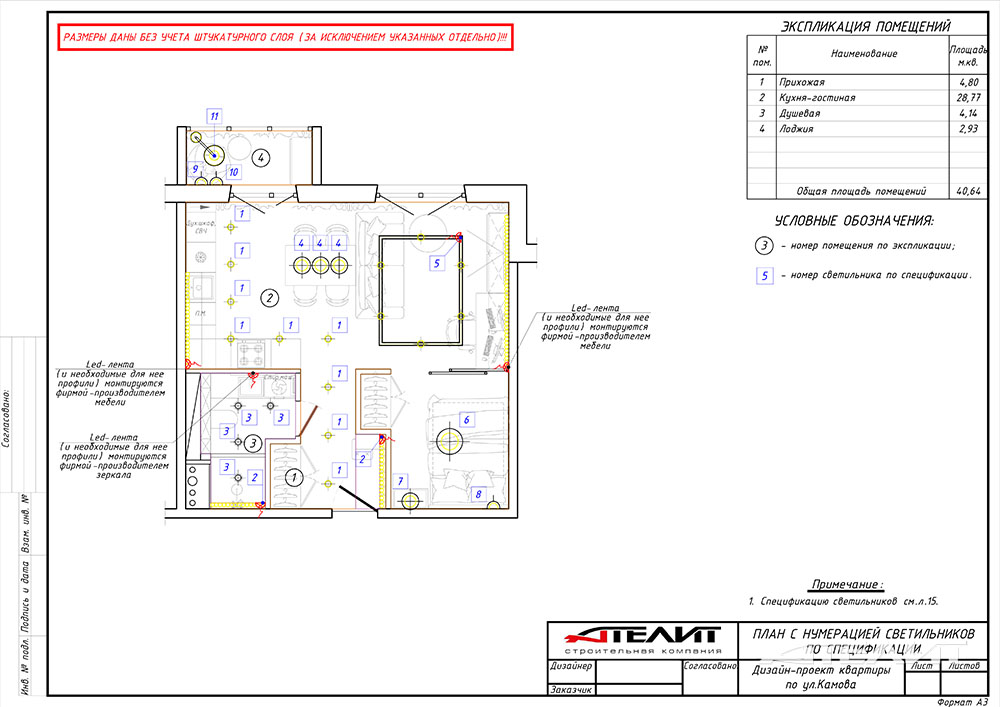 РАЗМЕРЫ ДАНЫ БЕЗ УЧЕТА ШТУКАТУРНОГО СЛОЯ (ЗА ИСКЛЮЧЕНИЕМ УКАЗАННЫХ ОТДЕЛЬНО)!!!
ЭКСПЛИКАЦИЯ ПОМЕЩЕНИЙ
№ пом. Наименование Площадь м.кв.
1 Прихожая 4,80
2 Кухня-гостиная 28,77
3 Душевая 4,14
4 Лоджия 2,93
Общая площадь помещений 40,64
УСЛОВНЫЕ ОБОЗНАЧЕНИЯ:
3 - номер помещения по экспликации;
5 - номер светильника по спецификации.
11
4
9 10
1
Духшкаф,
СВЧ
4 4 4
1
5
1
2
П.М.
1 1 1
Led-лента
(и необходимые для нее
профили) монтируются
фирмой-производителем
мебели
Led-лента
(и необходимые для нее
профили) монтируются
фирмой-производителем
мебели
1
3 3
6
3
1
3
Led-лента
(и необходимые для нее
профили) монтируются
фирмой-производителем
зеркала
2
3
1
2
1
7
8
Согласовано:
Взам. инв. №
Подпись и дата
Инв. № подл.
Примечание:
1. Спецификацию светильников см.л.15.
АТЕЛИТ
строительная компания
ПЛАН С НУМЕРАЦИЕЙ СВЕТИЛЬНИКОВ
ПО СПЕЦИФИКАЦИИ
АТЕЛИТ
Дизайнер
Согласовано
Заказчик
Дизайн-проект квартиры
по ул.Камова
Лист
Листов
Формат А3